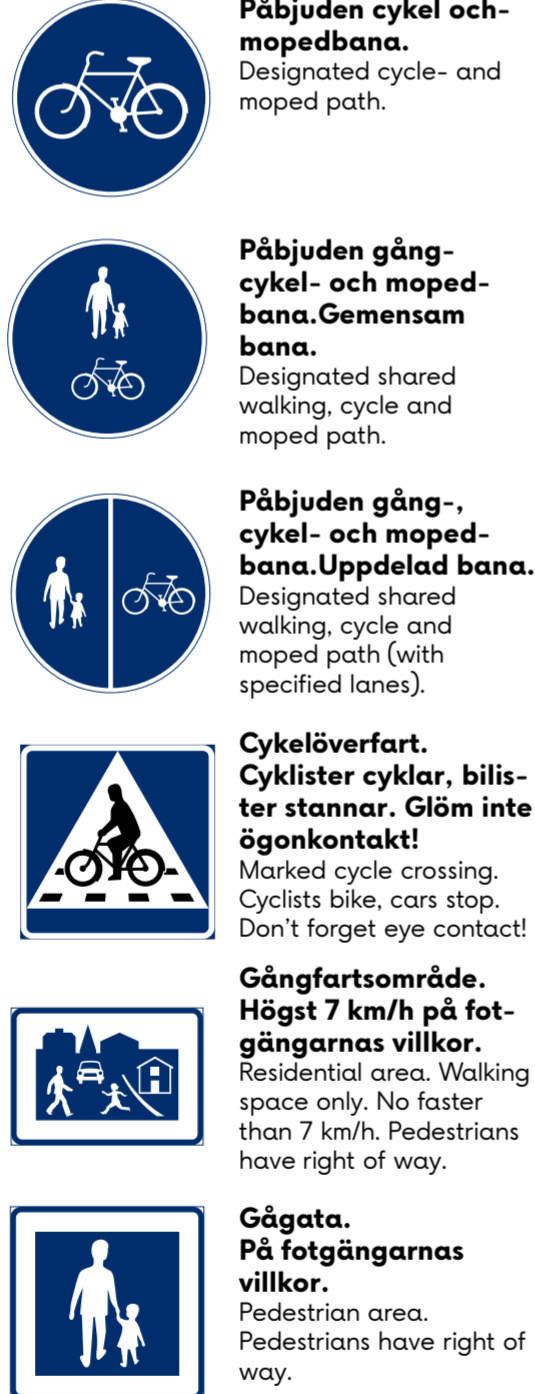 Påbjuden cykel och-
mopedbana.
Designated cycle- and
moped path.
Påbjuden gång-
cykel- och moped-
bana.Gemensam
bana.
Designated shared
walking, cycle and
moped path.
Påbjuden gång-,
cykel- och moped-
bana.Uppdelad bana.
Designated shared
walking, cycle and
moped path (with
specified lanes).
Cykelöverfart.
Cyklister cyklar, bilis-
ter stannar. Glöm inte
ögonkontakt!
Marked cycle crossing.
Cyclists bike, cars stop.
Don't forget eye contact!
Gångfartsområde.
Högst 7 km/h på fot-
gängarnas villkor.
Residential area. Walking
space only. No faster
than 7 km/h. Pedestrians
have right of way.
Gågata.
På fotgängarnas
villkor.
Pedestrian area.
Pedestrians have right of
way.